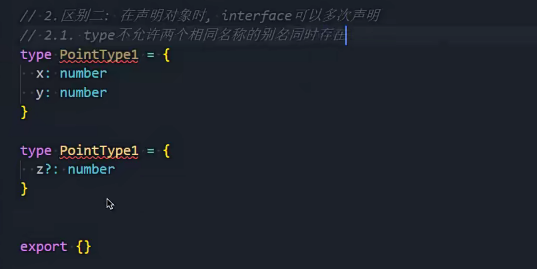 // 2.区别二: 在声明对象时, interface可以多次声明
// 2.1. type不允许两个相同名称的别名同时存在
type PointType1 = {
  x: number
  y: number
}
type PointType1 = {
  z?: number
}
export {}